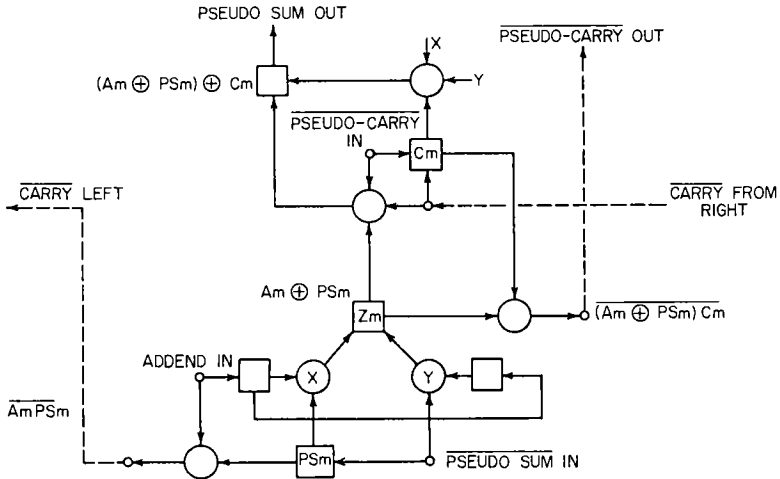 PSEUDO SUM OUT
X
PSEUDO-CARRY OUT
(Am ⊕ PSm) + Cm
Y
PSEUDO-CARRY
IN
Cm
CARRY LEFT
CARRY FROM
RIGHT
Am ⊕ PSm
Zm
(Am ⊕ PSm) Cm
ADDEND IN
X
Y
AmPSm
PSm
PSEUDO SUM IN